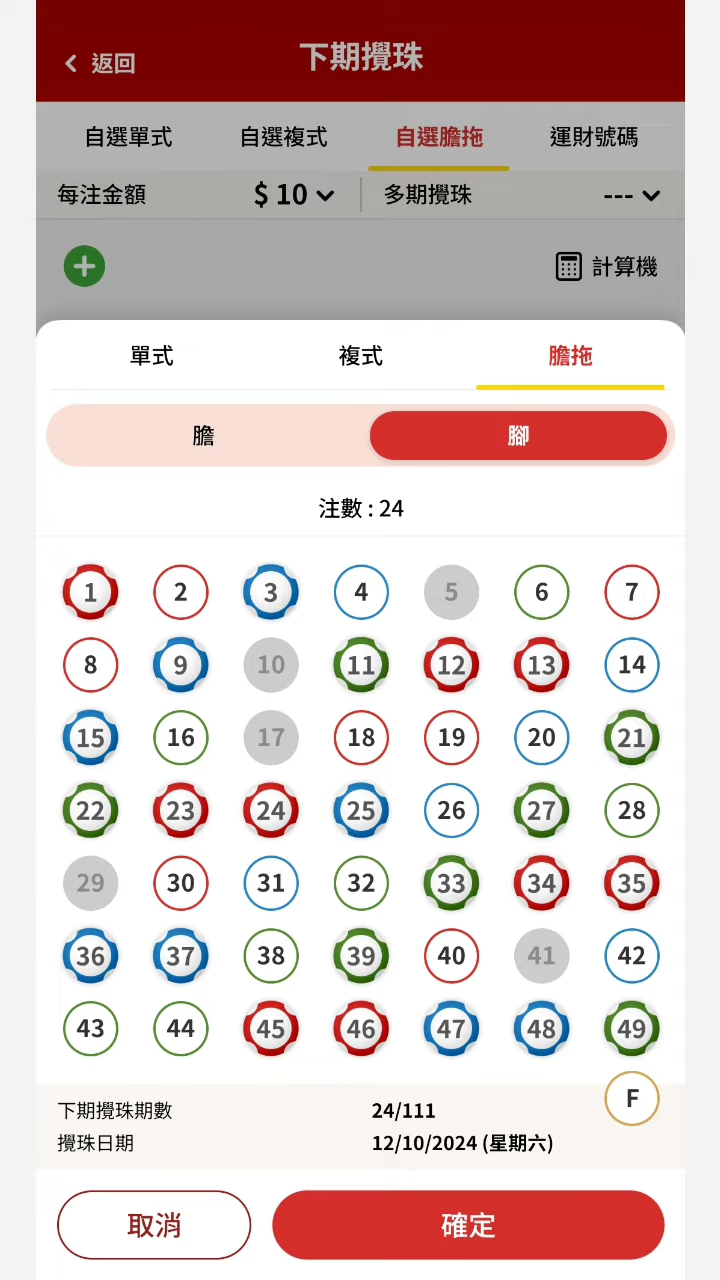 返回 下期攪珠
自選單式 自選複式 自選膽拖 運財號碼
每注金額 $ 10 多期攪珠 ---
計算機
單式 複式 膽拖
膽 腳
注數 : 24
1 2 3 4 5 6 7
8 9 10 11 12 13 14
15 16 17 18 19 20 21
22 23 24 25 26 27 28
29 30 31 32 33 34 35
36 37 38 39 40 41 42
43 44 45 46 47 48 49
F
下期攪珠期數 24/111
攪珠日期 12/10/2024 (星期六)
取消 確定